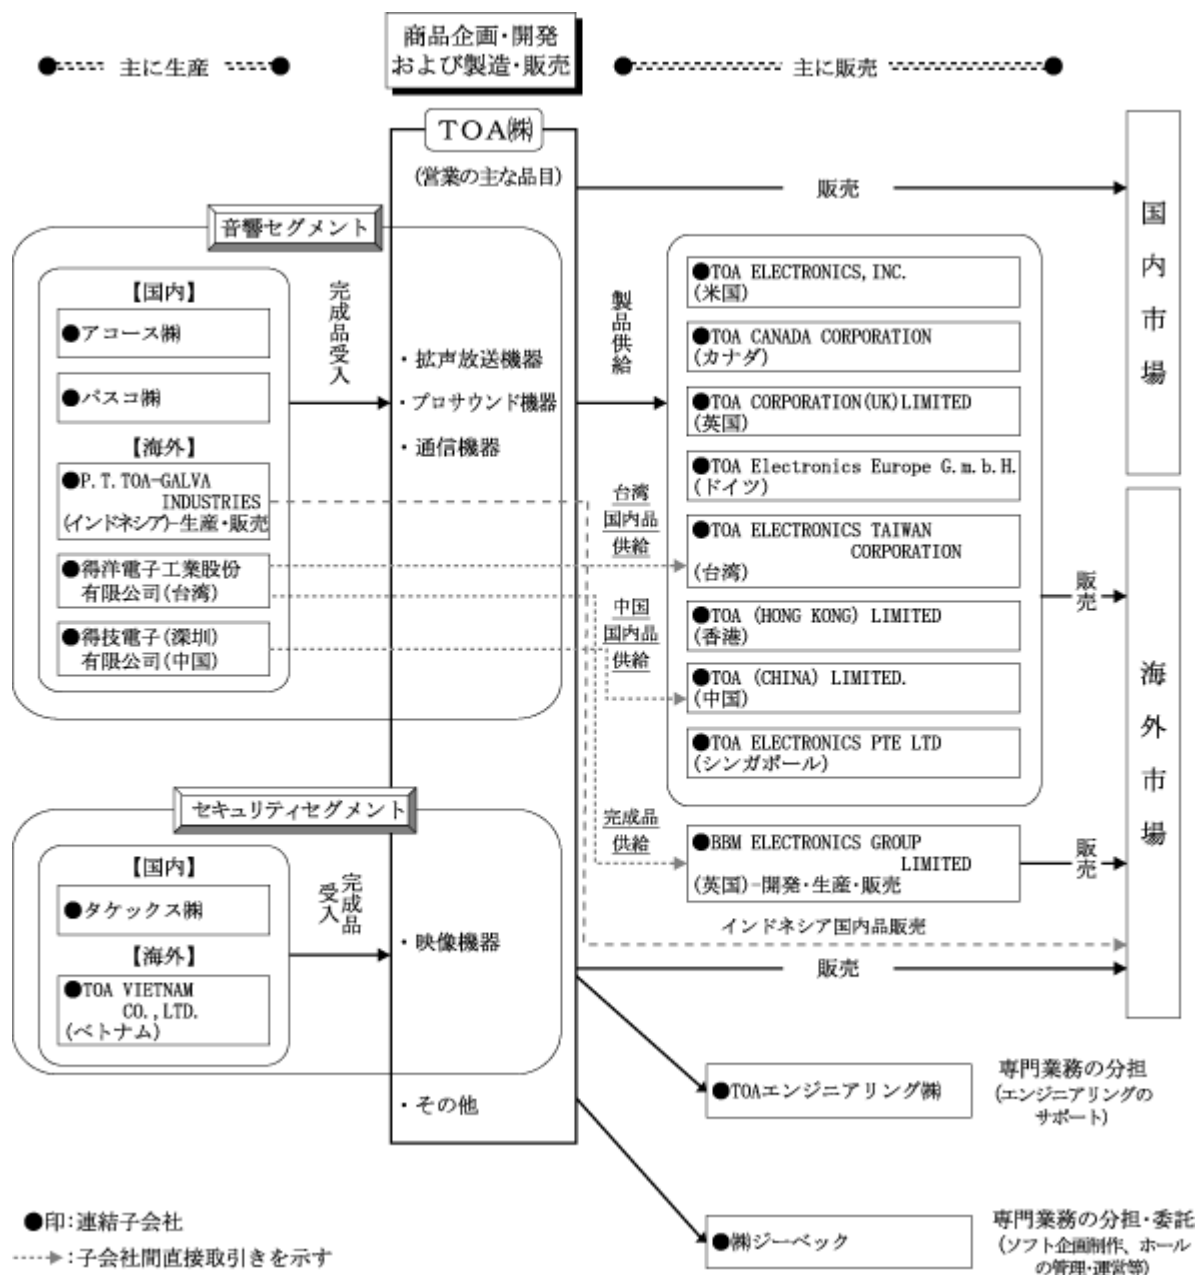 商品企画・開発
および製造・販売
主に生産
主に販売
TOA㈱
(営業の主な品目)
販売
国内市場
音響セグメント
【国内】
●アコース㈱
●パスコ㈱
【海外】
●P.T.TOA-GALVA
INDUSTRIES
(インドネシア)-生産・販売
●得洋電子工業股份
有限公司(台湾)
●得技電子(深圳)
有限公司(中国)
完成品受入
・拡声放送機器
・プロサウンド機器
・通信機器
製品供給
●TOA ELECTRONICS,INC.
(米国)
●TOA CANADA CORPORATION
(カナダ)
●TOA CORPORATION(UK)LIMITED
(英国)
●TOA Electronics Europe G.m.b.H.
(ドイツ)
●TOA ELECTRONICS TAIWAN
CORPORATION
(台湾)
●TOA (HONG KONG) LIMITED
(香港)
●TOA (CHINA) LIMITED.
(中国)
●TOA ELECTRONICS PTE LTD
(シンガポール)
台湾
国内品
供給
中国
国内品
供給
販売
海外市場
セキュリティセグメント
【国内】
●タケックス㈱
【海外】
●TOA VIETNAM
CO.,LTD.
(ベトナム)
完成品
受入
・映像機器
完成品
供給
●BBM ELECTRONICS GROUP
LIMITED
(英国)-開発・生産・販売
販売
インドネシア国内品販売
販売
・その他
●TOAエンジニアリング㈱
専門業務の分担
(エンジニアリングの
サポート)
●㈱ジーベック
専門業務の分担・委託
(ソフト企画制作、ホール
の管理・運営等)
●印:連結子会社
:子会社間直接取引きを示す